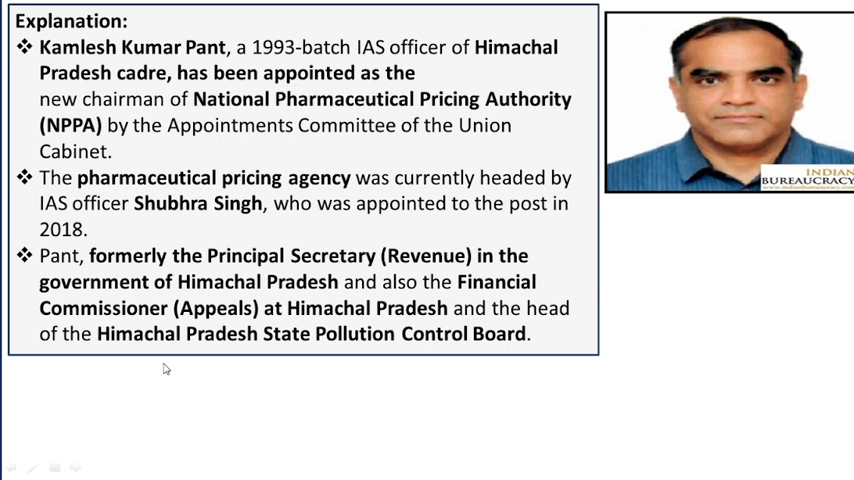 Explanation:
❖ Kamlesh Kumar Pant, a 1993-batch IAS officer of Himachal
Pradesh cadre, has been appointed as the
new chairman of National Pharmaceutical Pricing Authority
(NPPA) by the Appointments Committee of the Union
Cabinet.
❖ The pharmaceutical pricing agency was currently headed by
IAS officer Shubhra Singh, who was appointed to the post in
2018.
❖ Pant, formerly the Principal Secretary (Revenue) in the
government of Himachal Pradesh and also the Financial
Commissioner (Appeals) at Himachal Pradesh and the head
of the Himachal Pradesh State Pollution Control Board.
INDIAN
BUREAUCRACY